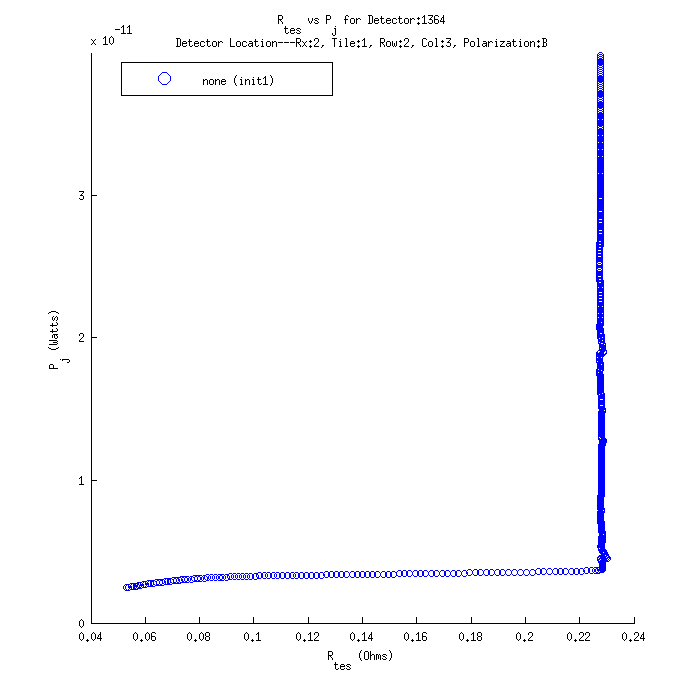 R_tes vs P_j for Detector:1364
x 10^-11
Detector Location---Rx:2, Tile:1, Row:2, Col:3, Polarization:B
none (init1)
3
2
1
0
P_j (Watts)
0.04 0.06 0.08 0.1 0.12 0.14 0.16 0.18 0.2 0.22 0.24
R_tes (Ohms)